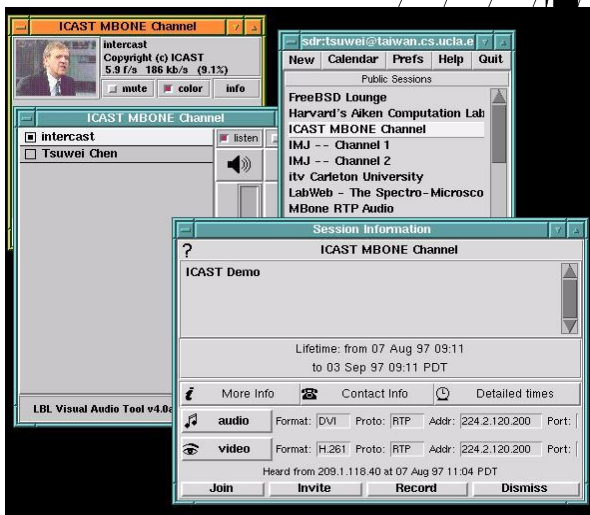 ICAST MBONE Channel
intercast
Copyright (c) ICAST
5.9 f/s 186 kb/s (9.1%)
mute color info
ICAST MBONE Channel
intercast
listen
Tsuwei Chen
LBL Visual Audio Tool v4.0a
sdr:tsuwei@taiwan.cs.ucla.e
New Calendar Prefs Help Quit
Public Sessions
FreeBSD Lounge
Harvard's Aiken Computation Lab
ICAST MBONE Channel
IMJ -- Channel 1
IMJ -- Channel 2
itv Carleton University
LabWeb - The Spectro-Microsco
MBone RTP Audio
Session Information
? ICAST MBONE Channel
ICAST Demo
Lifetime: from 07 Aug 97 09:11
to 03 Sep 97 09:11 PDT
i More Info Contact Info Detailed times
audio Format: DVI Proto: RTP Addr: 224.2.120.200 Port:
video Format: H.261 Proto: RTP Addr: 224.2.120.200 Port:
Heard from 209.1.118.40 at 07 Aug 97 11:04 PDT
Join Invite Record Dismiss